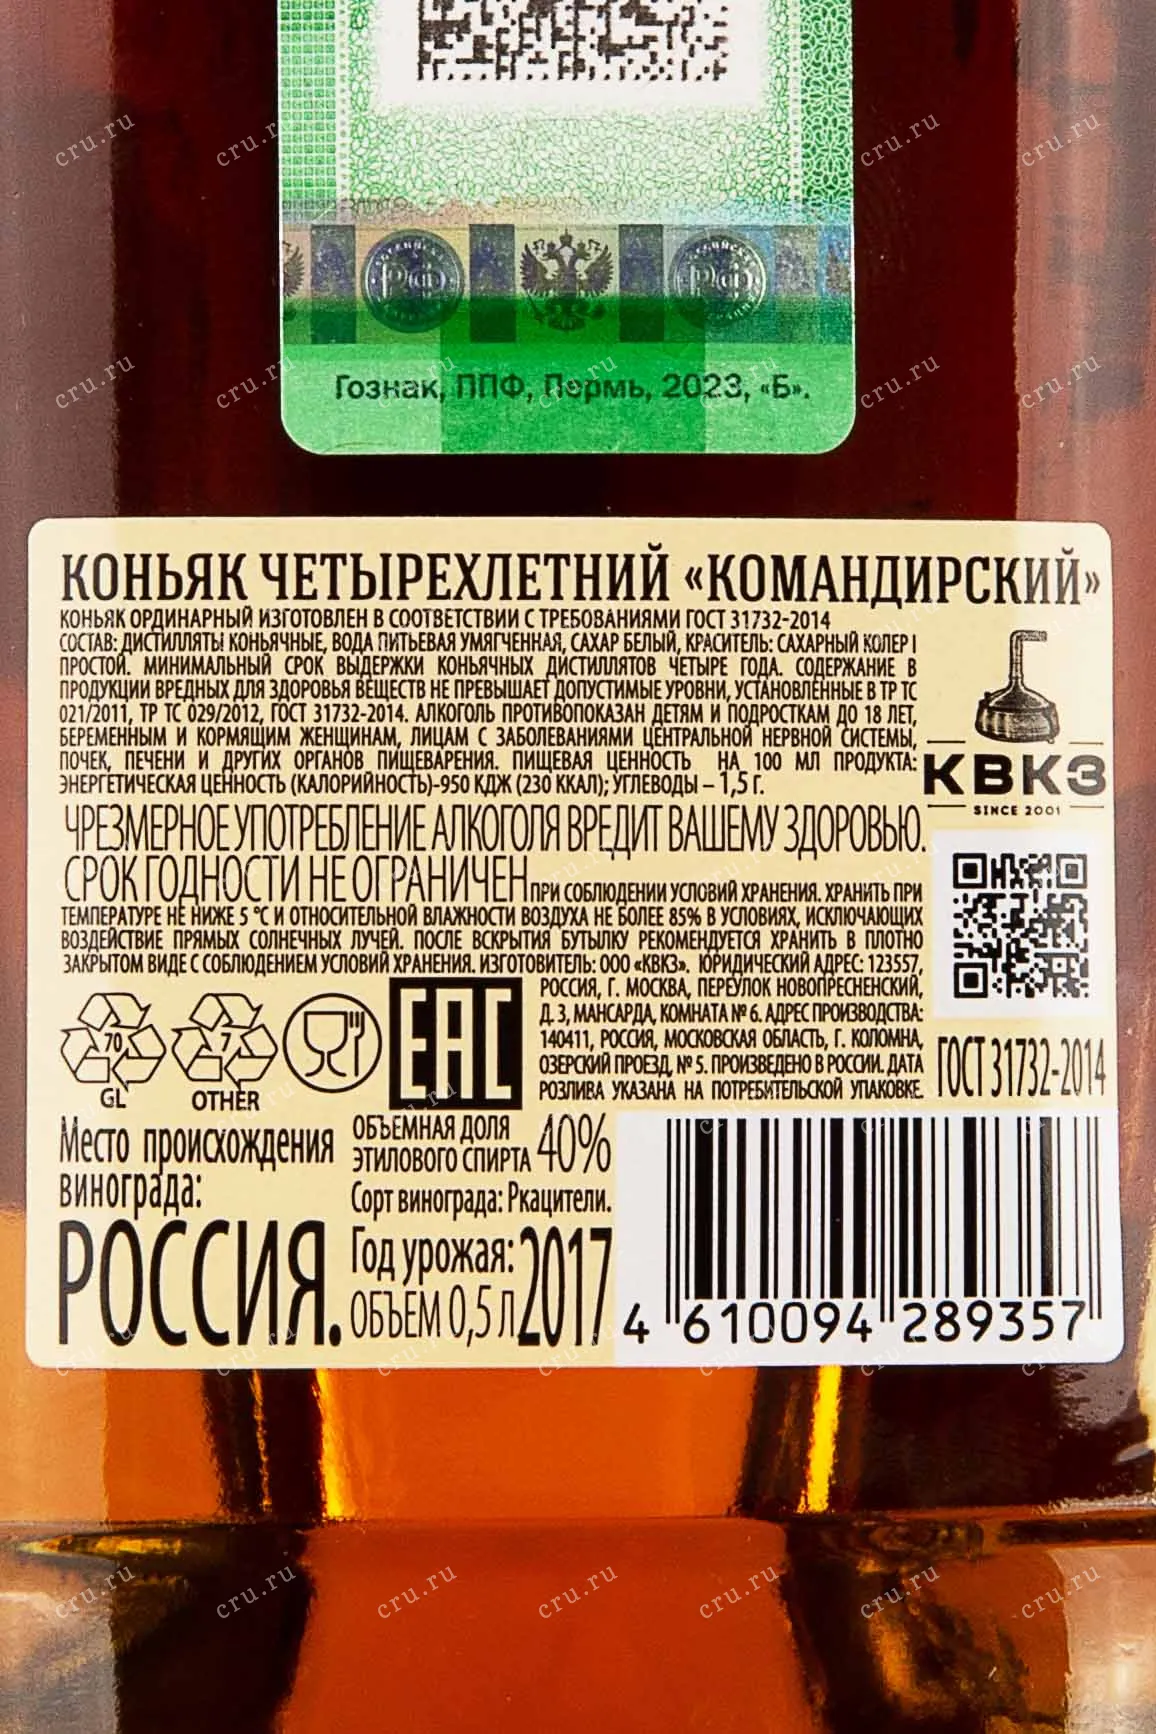 Гознак, ППФ, Пермь, 2023, «Б».
КОНЬЯК ЧЕТЫРЕХЛЕТНИЙ «КОМАНДИРСКИЙ»
КОНЬЯК ОРДИНАРНЫЙ ИЗГОТОВЛЕН В СООТВЕТСТВИИ С ТРЕБОВАНИЯМИ ГОСТ 31732-2014
СОСТАВ: ДИСТИЛЛЯТЫ КОНЬЯЧНЫЕ, ВОДА ПИТЬЕВАЯ УМЯГЧЕННАЯ, САХАР БЕЛЫЙ, КРАСИТЕЛЬ: САХАРНЫЙ КОЛЕР I
ПРОСТОЙ. МИНИМАЛЬНЫЙ СРОК ВЫДЕРЖКИ КОНЬЯЧНЫХ ДИСТИЛЛЯТОВ ЧЕТЫРЕ ГОДА. СОДЕРЖАНИЕ В
ПРОДУКЦИИ ВРЕДНЫХ ДЛЯ ЗДОРОВЬЯ ВЕЩЕСТВ НЕ ПРЕВЫШАЕТ ДОПУСТИМЫЕ УРОВНИ, УСТАНОВЛЕННЫЕ В ТР ТС
021/2011, ТР ТС 029/2012, ГОСТ 31732-2014. АЛКОГОЛЬ ПРОТИВОПОКАЗАН ДЕТЯМ И ПОДРОСТКАМ ДО 18 ЛЕТ,
БЕРЕМЕННЫМ И КОРМЯЩИМ ЖЕНЩИНАМ, ЛИЦАМ С ЗАБОЛЕВАНИЯМИ ЦЕНТРАЛЬНОЙ НЕРВНОЙ СИСТЕМЫ,
ПОЧЕК, ПЕЧЕНИ И ДРУГИХ ОРГАНОВ ПИЩЕВАРЕНИЯ. ПИЩЕВАЯ ЦЕННОСТЬ НА 100 МЛ ПРОДУКТА:
ЭНЕРГЕТИЧЕСКАЯ ЦЕННОСТЬ (КАЛОРИЙНОСТЬ)-950 КДЖ (230 ККАЛ); УГЛЕВОДЫ – 1,5 г.
КВКЗ
SINCE 2001
ЧРЕЗМЕРНОЕ УПОТРЕБЛЕНИЕ АЛКОГОЛЯ ВРЕДИТ ВАШЕМУ ЗДОРОВЬЮ.
СРОК ГОДНОСТИ НЕ ОГРАНИЧЕН ПРИ СОБЛЮДЕНИИ УСЛОВИЙ ХРАНЕНИЯ. ХРАНИТЬ ПРИ
ТЕМПЕРАТУРЕ НЕ НИЖЕ 5 °С И ОТНОСИТЕЛЬНОЙ ВЛАЖНОСТИ ВОЗДУХА НЕ БОЛЕЕ 85% В УСЛОВИЯХ, ИСКЛЮЧАЮЩИХ
ВОЗДЕЙСТВИЕ ПРЯМЫХ СОЛНЕЧНЫХ ЛУЧЕЙ. ПОСЛЕ ВСКРЫТИЯ БУТЫЛКУ РЕКОМЕНДУЕТСЯ ХРАНИТЬ В ПЛОТНО
ЗАКРЫТОМ ВИДЕ С СОБЛЮДЕНИЕМ УСЛОВИЙ ХРАНЕНИЯ. ИЗГОТОВИТЕЛЬ: ООО «КВКЗ». ЮРИДИЧЕСКИЙ АДРЕС: 123557,
РОССИЯ, Г. МОСКВА, ПЕРЕУЛОК НОВОПРЕСНЕНСКИЙ,
Д. 3, МАНСАРДА, КОМНАТА № 6. АДРЕС ПРОИЗВОДСТВА:
140411, РОССИЯ, МОСКОВСКАЯ ОБЛАСТЬ, Г. КОЛОМНА,
ОЗЕРСКИЙ ПРОЕЗД, № 5. ПРОИЗВЕДЕНО В РОССИИ. ДАТА
РОЗЛИВА УКАЗАНА НА ПОТРЕБИТЕЛЬСКОЙ УПАКОВКЕ.
70
GL
7
OTHER
EAC
ГОСТ 31732-2014
Место происхождения
винограда:
РОССИЯ.
ОБЪЕМНАЯ ДОЛЯ
ЭТИЛОВОГО СПИРТА 40%
Сорт винограда: Ркацители.
Год урожая: 2017
ОБЪЕМ 0,5 Л
4 610094 289357
cru.ru